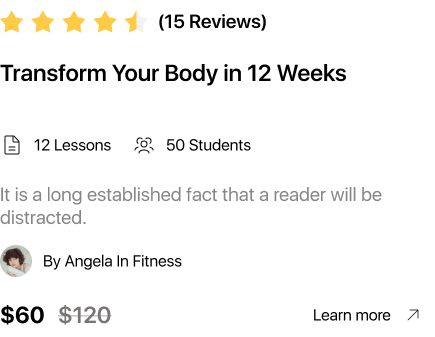 (15 Reviews)
Transform Your Body in 12 Weeks
12 Lessons 50 Students
It is a long established fact that a reader will be
distracted.
By Angela In Fitness
$60 $120
Learn more